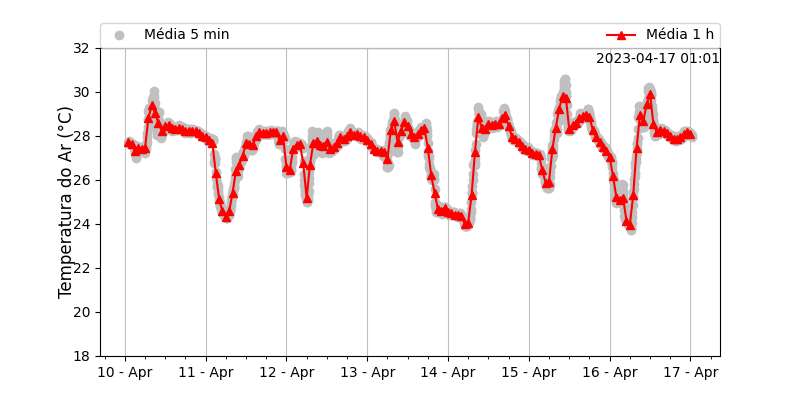 Média 5 min
Média 1 h
2023-04-17 01:01
Temperatura do Ar (°C)
32
30
28
26
24
22
20
18
10 - Apr
11 - Apr
12 - Apr
13 - Apr
14 - Apr
15 - Apr
16 - Apr
17 - Apr